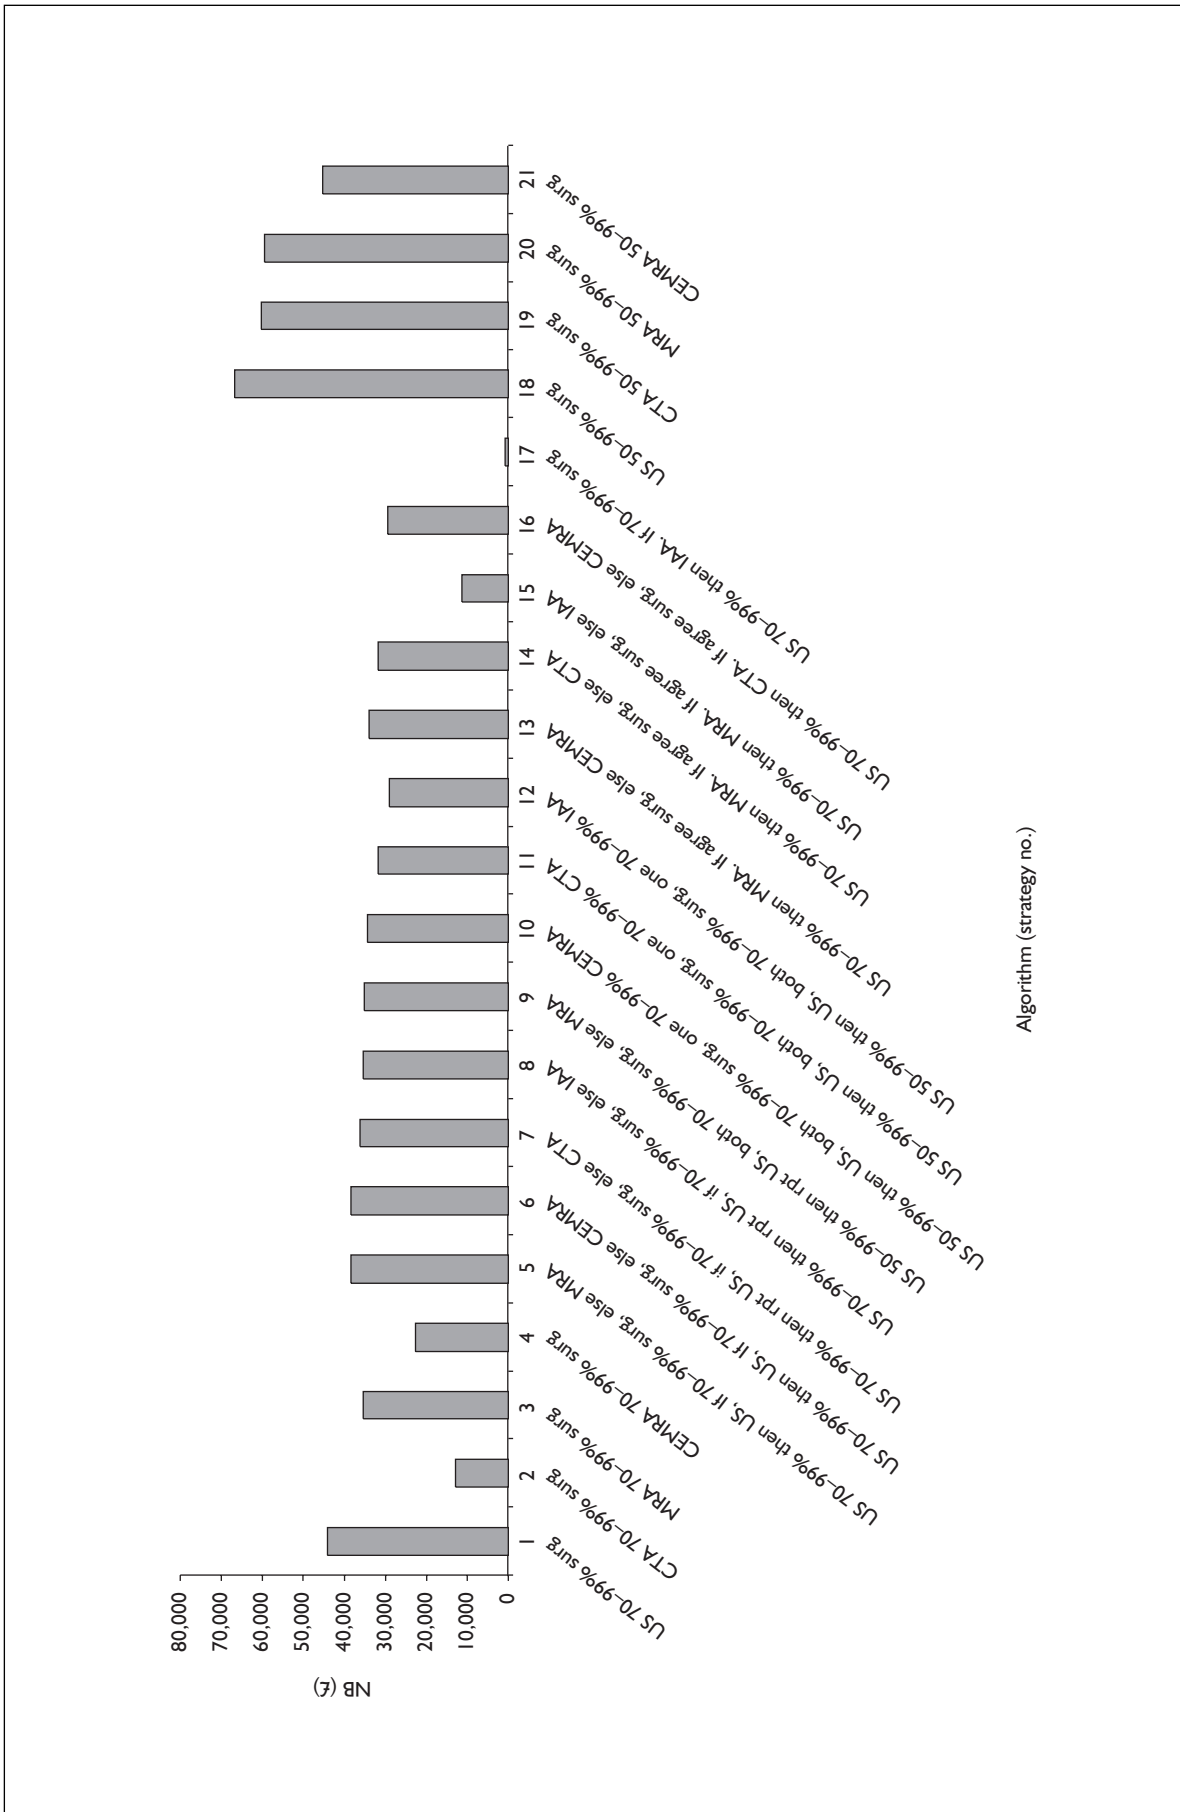 NB (£)
80,000
70,000
60,000
50,000
40,000
30,000
20,000
10,000
0
1
US 70–99% surg
2
CTA 70–99% surg
3
MRA 70–99% surg
4
CEMRA 70–99% surg
5
US 70–99% then US, If 70–99% surg, else MRA
6
US 70–99% then US, If 70–99% surg, else CEMRA
7
US 70–99% then rpt US, if 70–99% surg, else CTA
8
US 70–99% then rpt US, if 70–99% surg, else IAA
9
US 50–99% then rpt US, both 70–99% surg, else MRA
10
US 50–99% then US, both 70–99% surg, one 70–99% CEMRA
11
US 50–99% then US, both 70–99% surg, one 70–99% CTA
12
US 50–99% then US, both 70–99% surg, one 70–99% IAA
13
US 70–99% then MRA. If agree surg, else CEMRA
14
US 70–99% then MRA. If agree surg, else CTA
15
US 70–99% then MRA. If agree surg, else IAA
16
US 70–99% then CTA. If agree surg, else CEMRA
17
US 70–99% then IAA. If 70–99% surg
18
US 50–99% surg
19
CTA 50–99% surg
20
MRA 50–99% surg
21
CEMRA 50–99% surg
Algorithm (strategy no.)